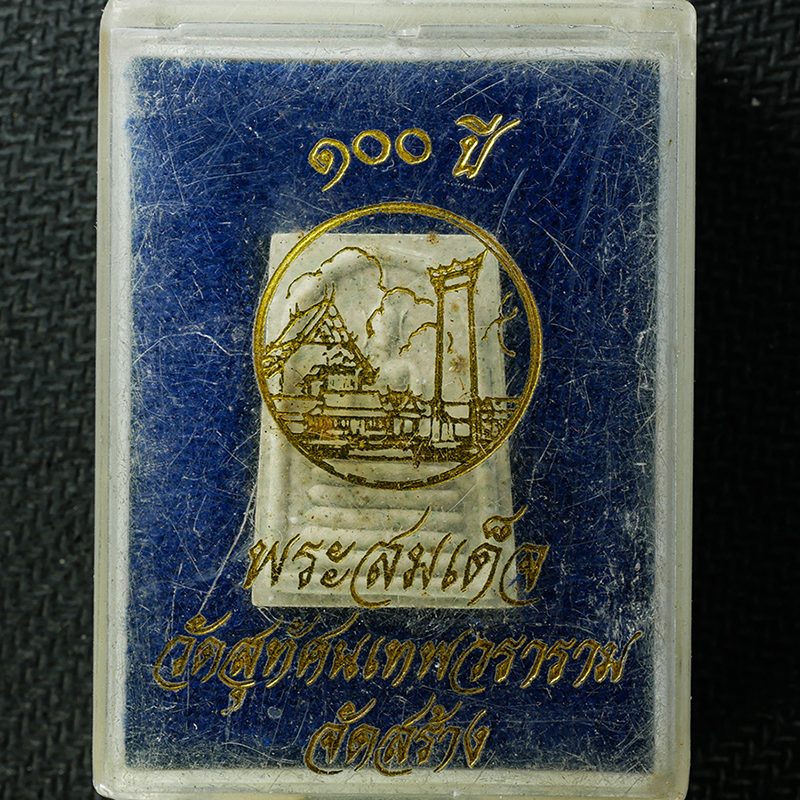 ๑๐๐ ปี
พระสมเด็จ
วัดสุทัศนเทพวราราม
จัดสร้าง